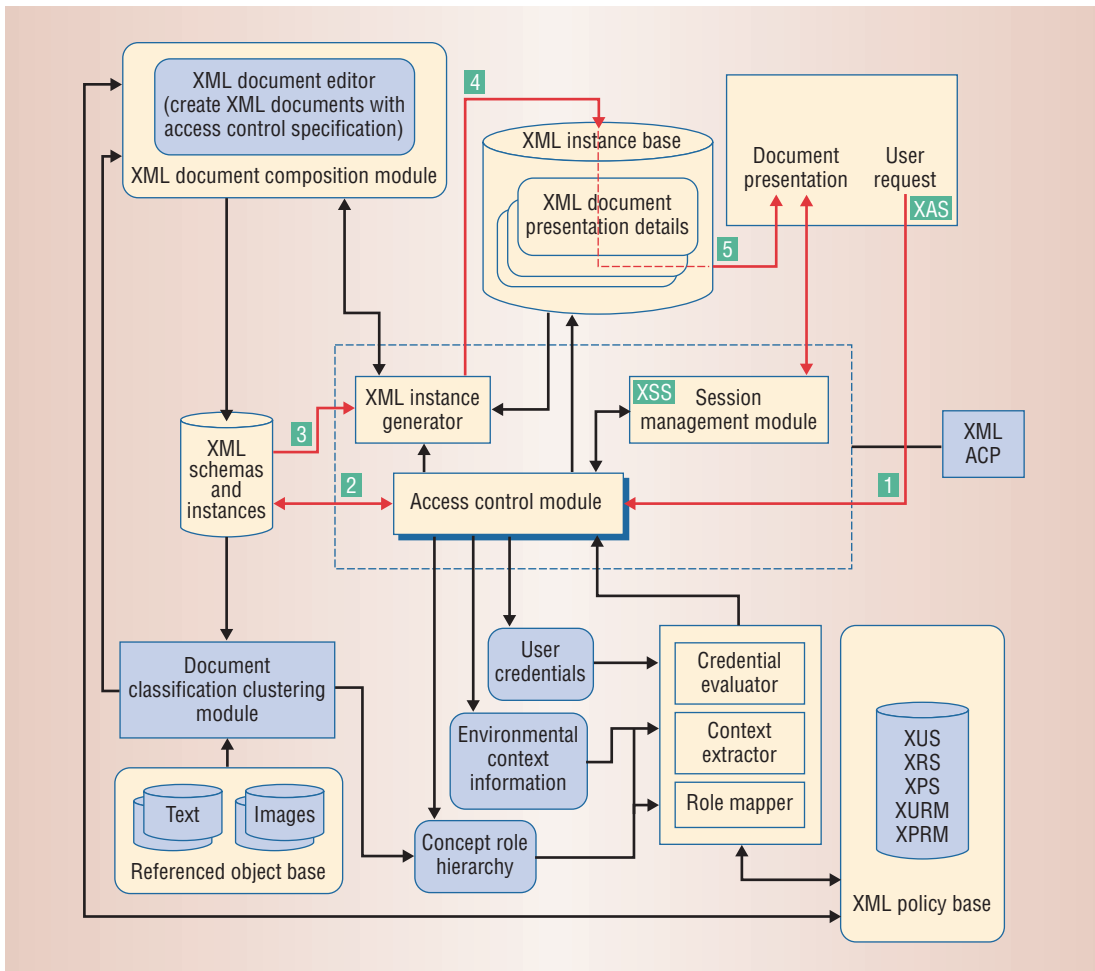 XML document editor
(create XML documents with
access control specification)
XML document composition module
4
XML instance base
XML document
presentation details
Document
presentation
User
request
XAS
5
XML instance
generator
XSS
Session
management module
XML
ACP
3
XML
schemas
and
instances
2
Access control module
1
User
credentials
Credential
evaluator
Document
classification clustering
module
Environmental
context
information
Context
extractor
Role mapper
XUS
XRS
XPS
XURM
XPRM
Text
Images
Referenced object base
Concept role
hierarchy
XML policy base